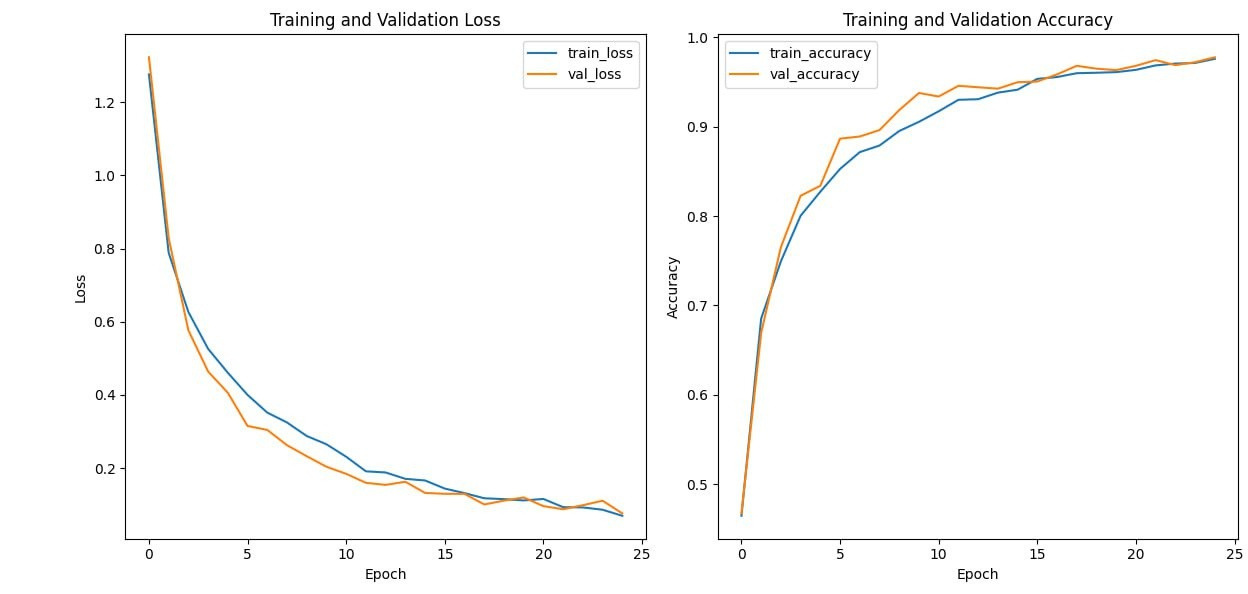 Training and Validation Loss
train_loss
val_loss
1.2
1.0
0.8
0.6
0.4
0.2
Loss
0 5 10 15 20 25
Epoch
Training and Validation Accuracy
train_accuracy
val_accuracy
1.0
0.9
0.8
0.7
0.6
0.5
Accuracy
0 5 10 15 20 25
Epoch